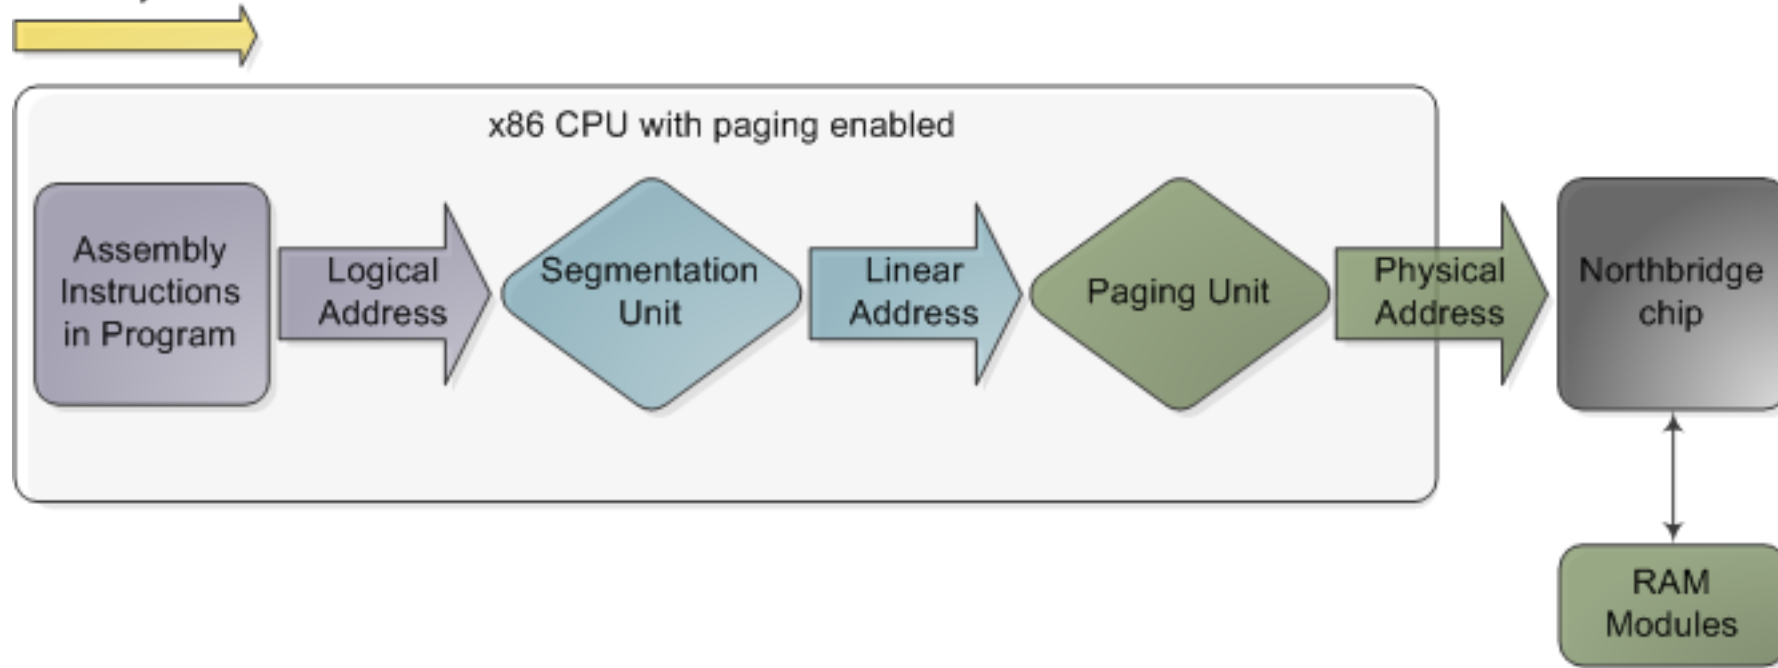 x86 CPU with paging enabled
Assembly
Instructions
in Program
Logical
Address
Segmentation
Unit
Linear
Address
Paging Unit
Physical
Address
Northbridge
chip
RAM
Modules